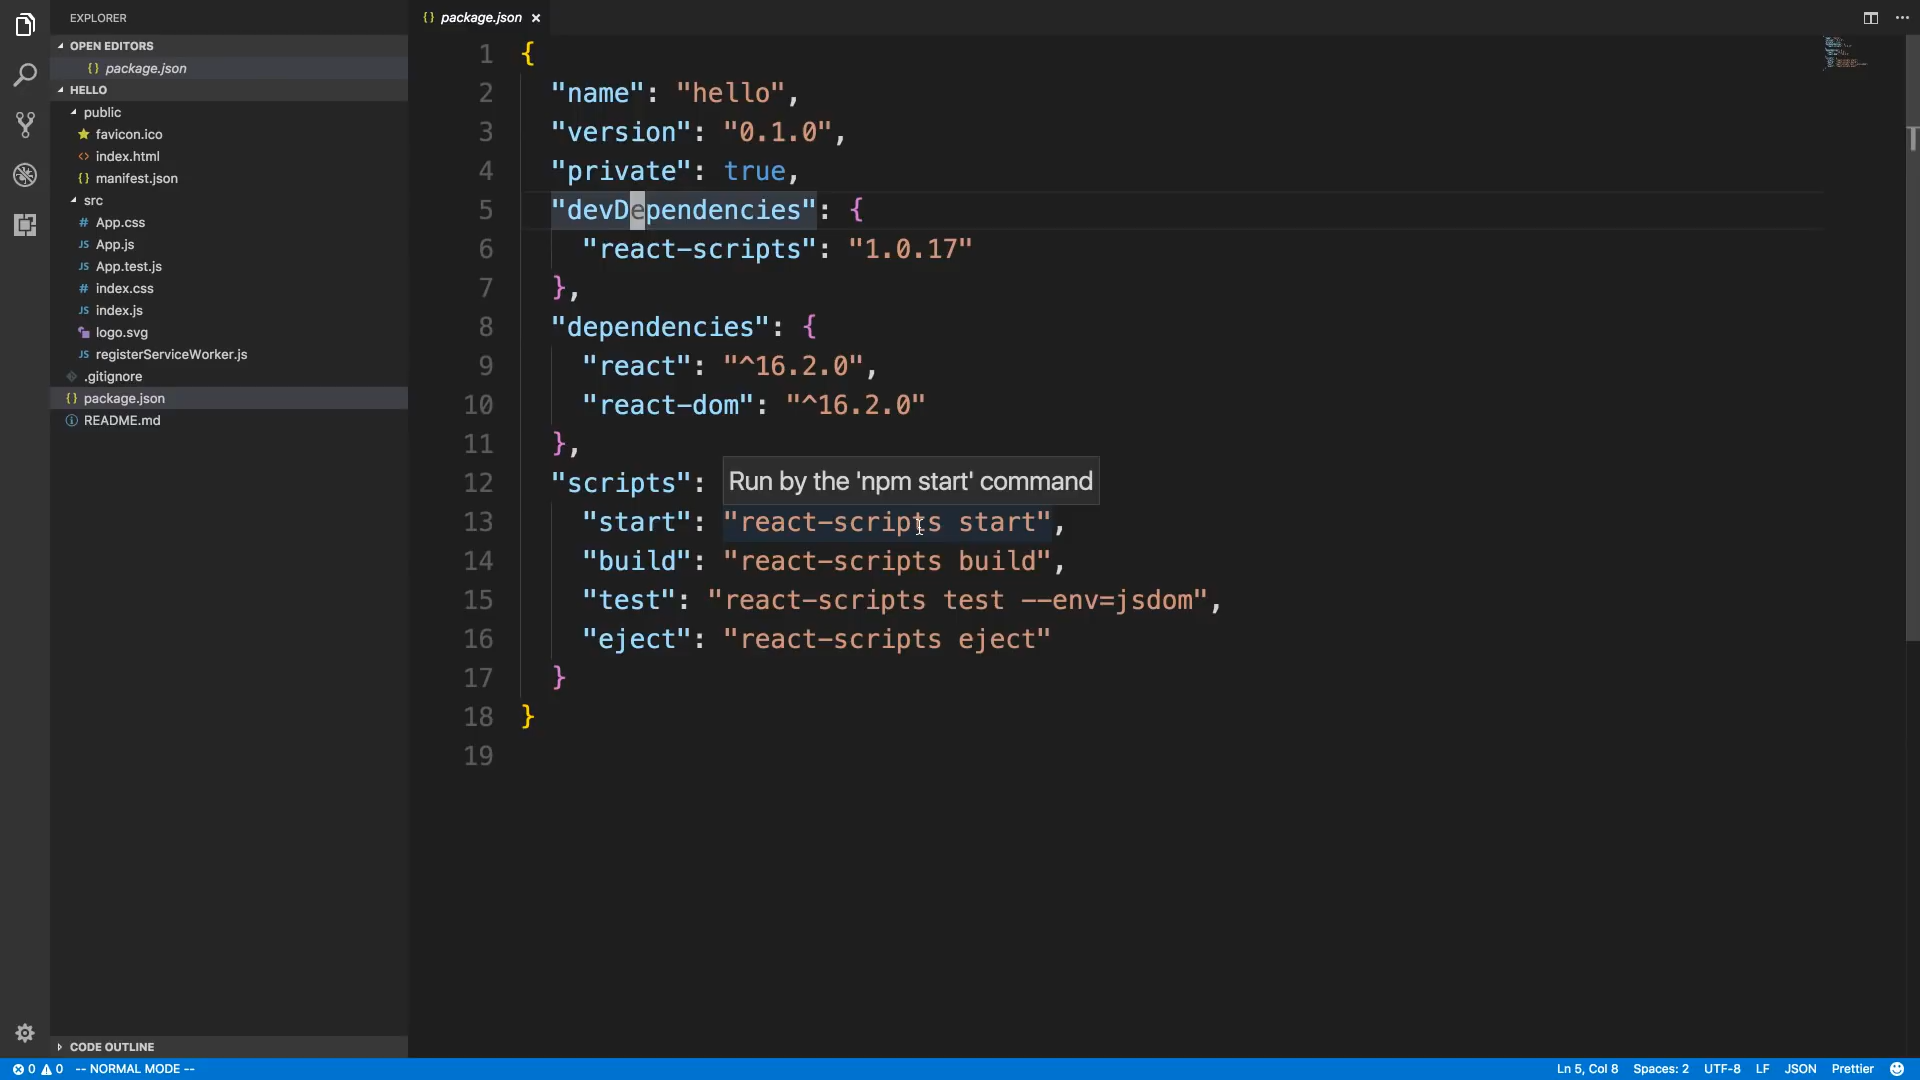 EXPLORER
OPEN EDITORS
{} package.json
HELLO
public
favicon.ico
<> index.html
{} manifest.json
src
# App.css
JS App.js
JS App.test.js
# index.css
JS index.js
logo.svg
JS registerServiceWorker.js
.gitignore
{} package.json
README.md
CODE OUTLINE
{} package.json ×
1 {
2 "name": "hello",
3 "version": "0.1.0",
4 "private": true,
5 "devDependencies": {
6 "react-scripts": "1.0.17"
7 },
8 "dependencies": {
9 "react": "^16.2.0",
10 "react-dom": "^16.2.0"
11 },
12 "scripts":
Run by the 'npm start' command
13 "start": "react-scripts start",
14 "build": "react-scripts build",
15 "test": "react-scripts test --env=jsdom",
16 "eject": "react-scripts eject"
17 }
18 }
19
0 0 -- NORMAL MODE -- Ln 5, Col 8 Spaces: 2 UTF-8 LF JSON Prettier